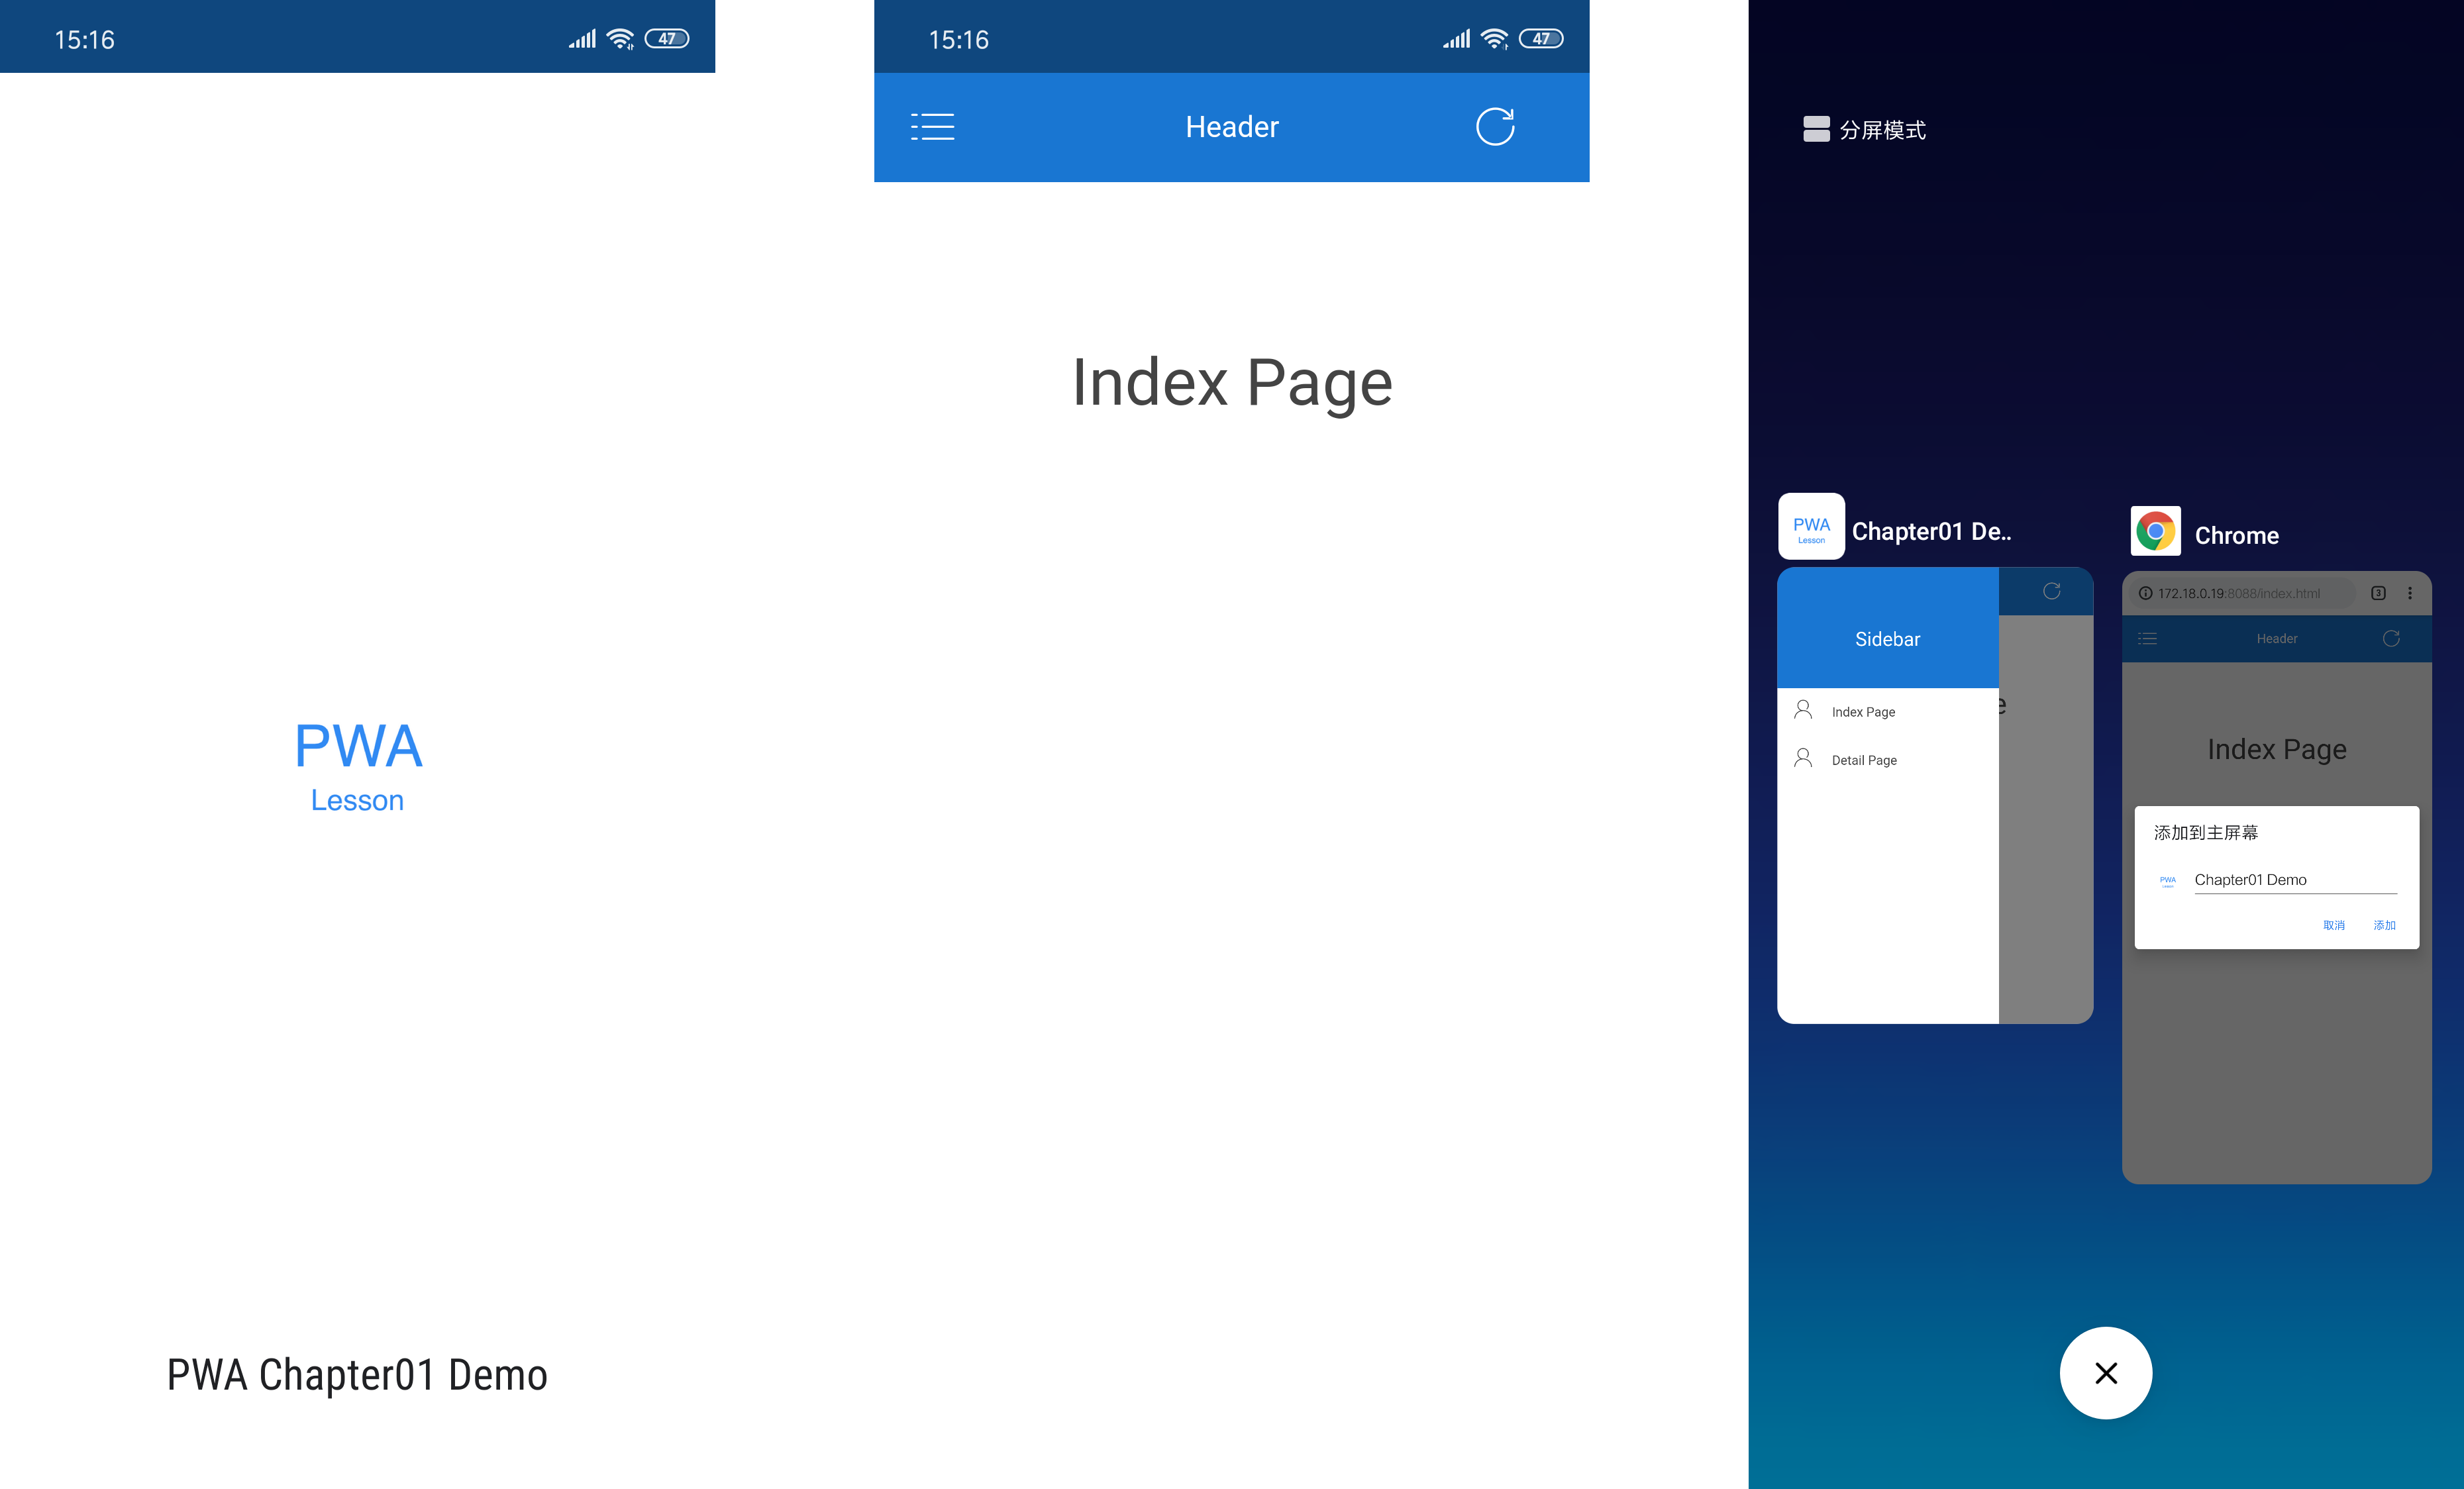 15:16
47
PWA
Lesson
PWA Chapter01 Demo
15:16
47
Header
Index Page
分屏模式
PWA
Lesson
Chapter01 De..
Sidebar
e
Index Page
Detail Page
Chrome
172.18.0.19:8088/index.html
3
Header
Index Page
添加到主屏幕
PWA
Chapter01 Demo
取消 添加